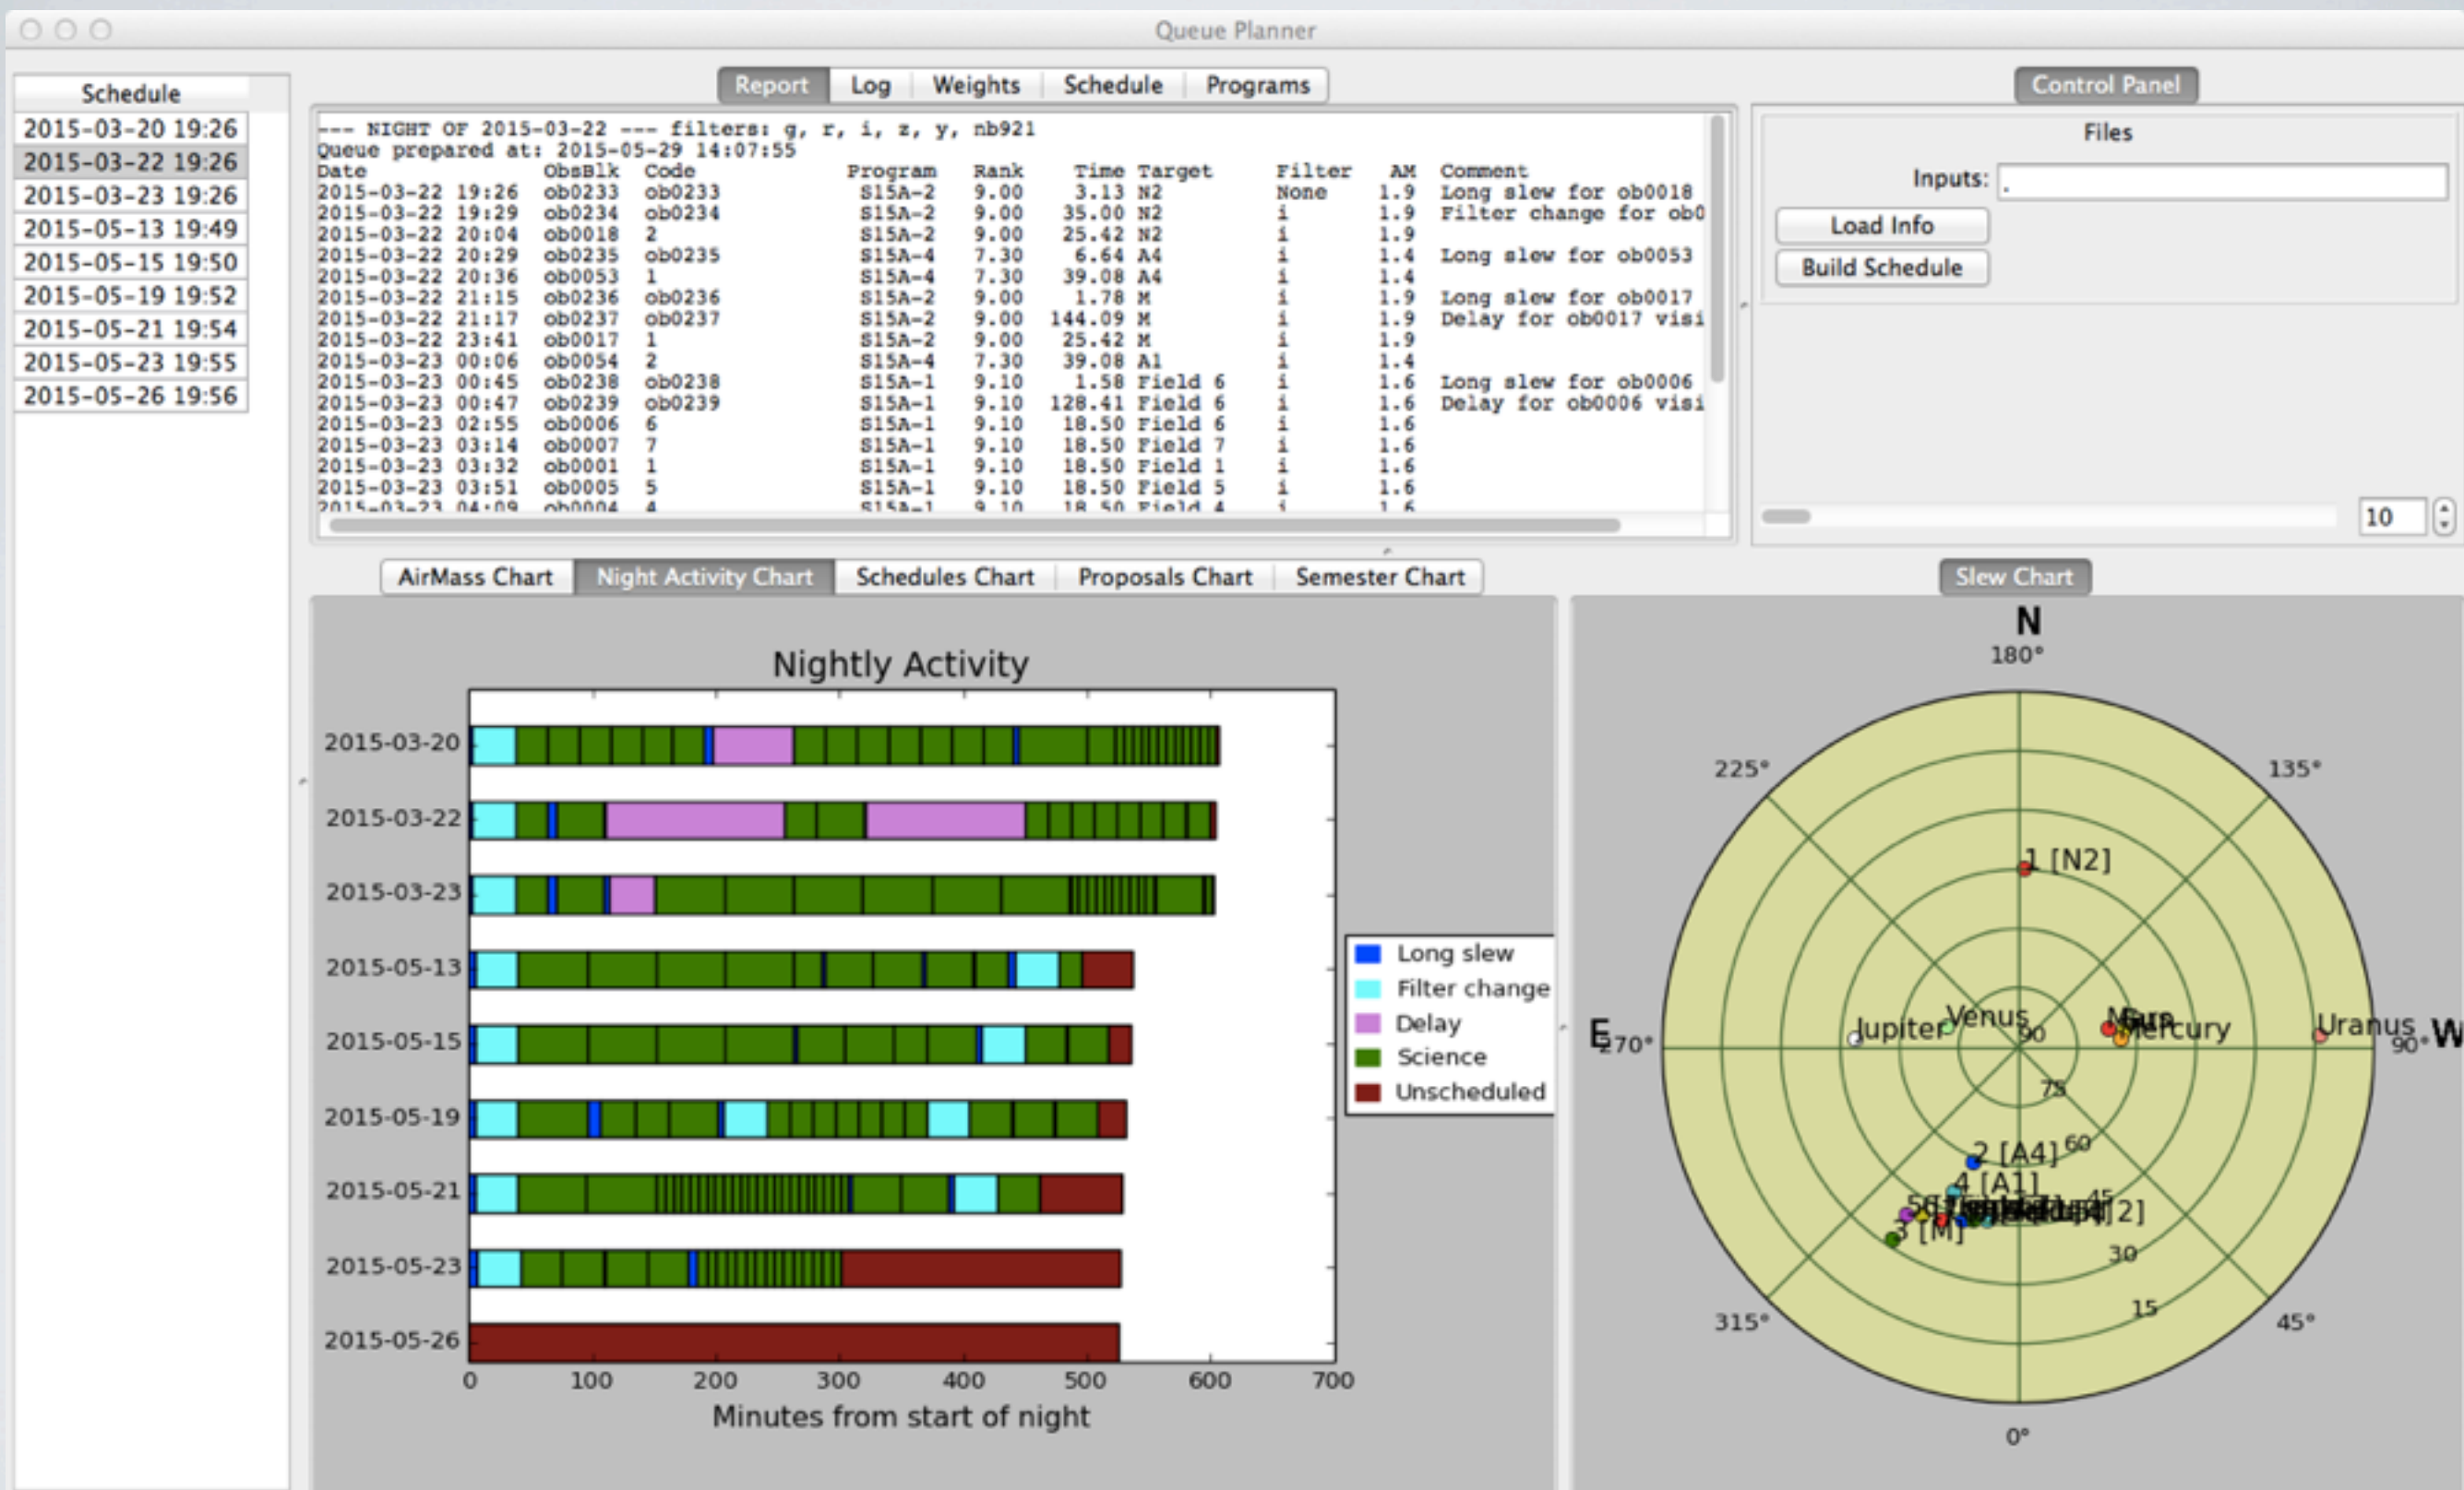 Queue Planner
Schedule
2015-03-20 19:26
2015-03-22 19:26
2015-03-23 19:26
2015-05-13 19:49
2015-05-15 19:50
2015-05-19 19:52
2015-05-21 19:54
2015-05-23 19:55
2015-05-26 19:56
Report Log Weights Schedule Programs
--- NIGHT OF 2015-03-22 --- filters: g, r, i, z, y, nb921
Queue prepared at: 2015-05-29 14:07:55
Date ObsBlk Code Program Rank Time Target Filter AM Comment
2015-03-22 19:26 ob0233 ob0233 S15A-2 9.00 3.13 N2 None 1.9 Long slew for ob0018
2015-03-22 19:29 ob0234 ob0234 S15A-2 9.00 35.00 N2 i 1.9 Filter change for ob0
2015-03-22 20:04 ob0018 2 S15A-2 9.00 25.42 N2 i 1.9
2015-03-22 20:29 ob0235 ob0235 S15A-4 7.30 6.64 A4 i 1.4 Long slew for ob0053
2015-03-22 20:36 ob0053 1 S15A-4 7.30 39.08 A4 i 1.4
2015-03-22 21:15 ob0236 ob0236 S15A-2 9.00 1.78 M i 1.9 Long slew for ob0017
2015-03-22 21:17 ob0237 ob0237 S15A-2 9.00 144.09 M i 1.9 Delay for ob0017 visi
2015-03-22 23:41 ob0017 1 S15A-2 9.00 25.42 M i 1.9
2015-03-23 00:06 ob0054 2 S15A-4 7.30 39.08 A1 i 1.4
2015-03-23 00:45 ob0238 ob0238 S15A-1 9.10 1.58 Field 6 i 1.6 Long slew for ob0006
2015-03-23 00:47 ob0239 ob0239 S15A-1 9.10 128.41 Field 6 i 1.6 Delay for ob0006 visi
2015-03-23 02:55 ob0006 6 S15A-1 9.10 18.50 Field 6 i 1.6
2015-03-23 03:14 ob0007 7 S15A-1 9.10 18.50 Field 7 i 1.6
2015-03-23 03:32 ob0001 1 S15A-1 9.10 18.50 Field 1 i 1.6
2015-03-23 03:51 ob0005 5 S15A-1 9.10 18.50 Field 5 i 1.6
2015-03-23 04:09 ob0004 4 S15A-1 9.10 18.50 Field 4 i 1.6
Control Panel
Files
Inputs: .
Load Info
Build Schedule
10
AirMass Chart Night Activity Chart Schedules Chart Proposals Chart Semester Chart
Nightly Activity
2015-03-20
2015-03-22
2015-03-23
2015-05-13
2015-05-15
2015-05-19
2015-05-21
2015-05-23
2015-05-26
0 100 200 300 400 500 600 700
Minutes from start of night
Long slew
Filter change
Delay
Science
Unscheduled
Slew Chart
N
180°
225° 135°
1 [N2]
Jupiter Venus Mercury Uranus
E 270° 90 90° W
75
60
2 [A4]
4 [A1]
45
3 [M]
30
15
315° 45°
0°